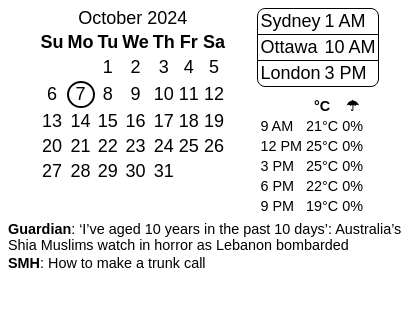 October 2024
Su Mo Tu We Th Fr Sa
1 2 3 4 5
6 7 8 9 10 11 12
13 14 15 16 17 18 19
20 21 22 23 24 25 26
27 28 29 30 31
Sydney 1 AM
Ottawa 10 AM
London 3 PM
°C ☂
9 AM 21°C 0%
12 PM 25°C 0%
3 PM 25°C 0%
6 PM 22°C 0%
9 PM 19°C 0%
Guardian: ‘I’ve aged 10 years in the past 10 days’: Australia’s
Shia Muslims watch in horror as Lebanon bombarded
SMH: How to make a trunk call